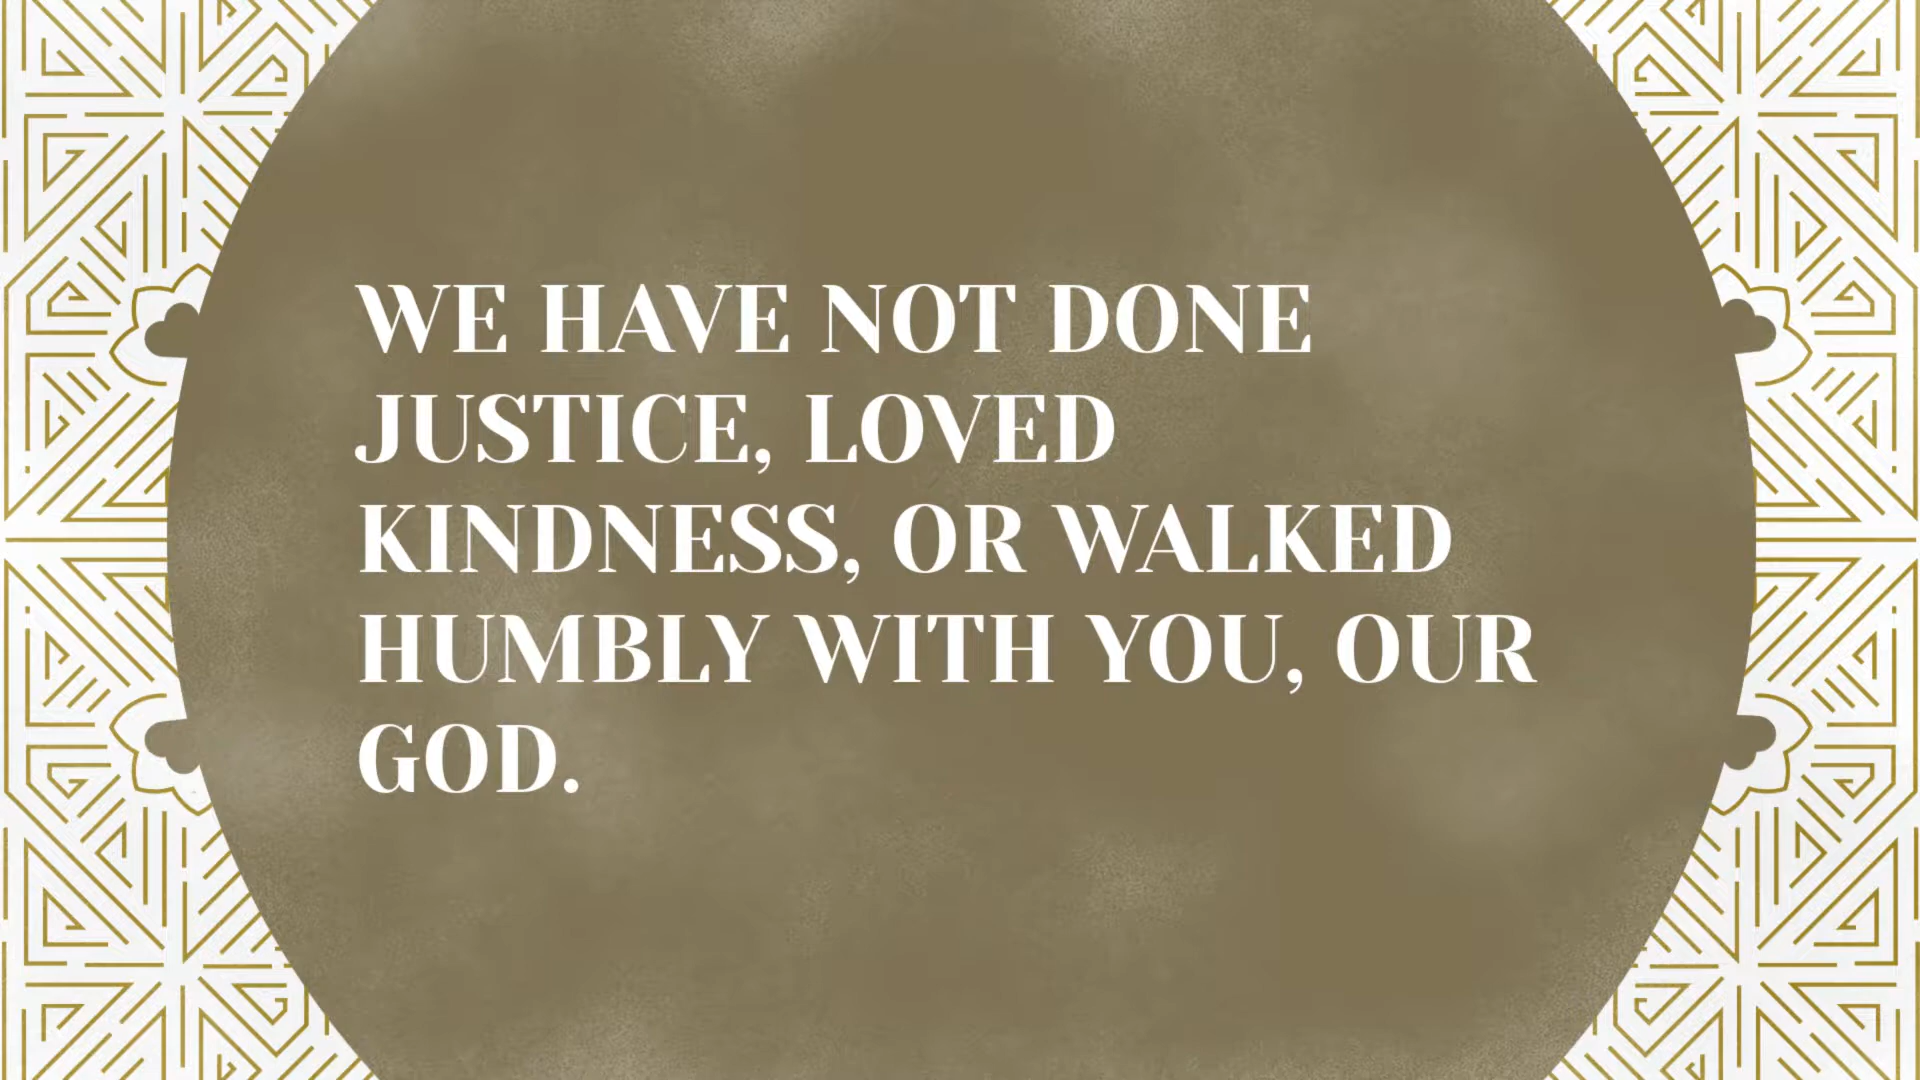 WE HAVE NOT DONE
JUSTICE, LOVED
KINDNESS, OR WALKED
HUMBLY WITH YOU, OUR
GOD.